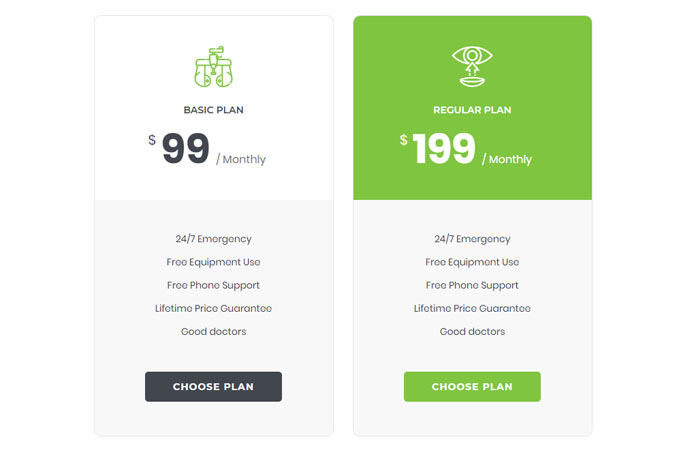 BASIC PLAN
$ 99 / Monthly
24/7 Emergency
Free Equipment Use
Free Phone Support
Lifetime Price Guarantee
Good doctors
CHOOSE PLAN
REGULAR PLAN
$ 199 / Monthly
24/7 Emergency
Free Equipment Use
Free Phone Support
Lifetime Price Guarantee
Good doctors
CHOOSE PLAN